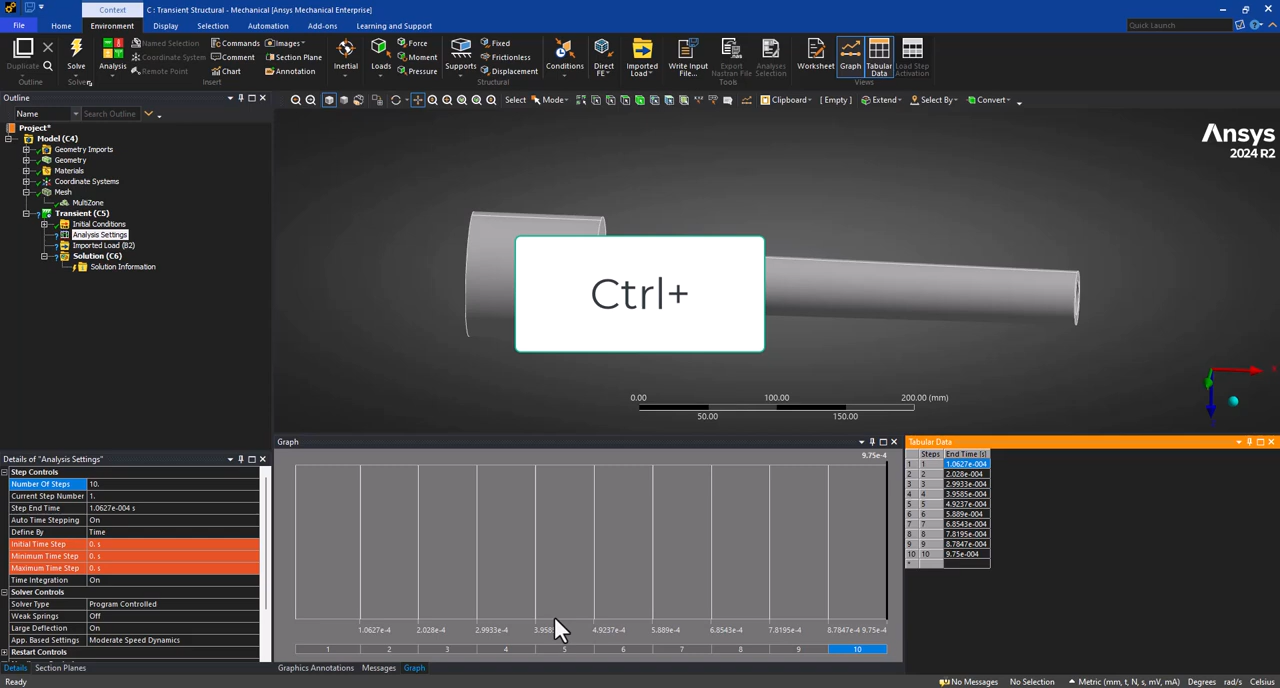 Context
C : Transient Structural - Mechanical [Ansys Mechanical Enterprise]
File Home Environment Display Selection Automation Add-ons Learning and Support
Quick Launch
Duplicate Solve Analysis Named Selection Coordinate System Remote Point Commands Comment Chart Images Section Plane Annotation Inertial Loads Force Moment Pressure Supports Fixed Frictionless Displacement Conditions Direct FE Imported Load Write Input File... Export Nastran File Analyses Selection Worksheet Graph Tabular Data Load Step Activation
Outline Solver Insert Structural Tools Views
Outline
Name Search Outline
Select Mode Clipboard [ Empty ] Extend Select By Convert
Project*
Model (C4)
Geometry Imports
Geometry
Materials
Coordinate Systems
Mesh
MultiZone
Transient (C5)
Initial Conditions
Analysis Settings
Imported Load (B2)
Solution (C6)
Solution Information
Ansys
2024 R2
Ctrl+
0.00 100.00 200.00 (mm)
50.00 150.00
Details of "Analysis Settings"
Step Controls
Number Of Steps 10.
Current Step Number 1.
Step End Time 1.0627e-004 s
Auto Time Stepping On
Define By Time
Initial Time Step 0. s
Minimum Time Step 0. s
Maximum Time Step 0. s
Time Integration On
Solver Controls
Solver Type Program Controlled
Weak Springs Off
Large Deflection On
App. Based Settings Moderate Speed Dynamics
Restart Controls
Details Section Planes
Graph
9.75e-4
1.0627e-4 2.028e-4 2.9933e-4 3.958 4.9237e-4 5.889e-4 6.8543e-4 7.8195e-4 8.7847e-4 9.75e-4
1 2 3 4 5 6 7 8 9 10
Graphics Annotations Messages Graph
Tabular Data
Steps End Time [s]
1 1 1.0627e-004
2 2 2.028e-004
3 3 2.9933e-004
4 4 3.9585e-004
5 5 4.9237e-004
6 6 5.889e-004
7 7 6.8543e-004
8 8 7.8195e-004
9 9 8.7847e-004
10 10 9.75e-004
*
Ready
No Messages No Selection Metric (mm, t, N, s, mV, mA) Degrees rad/s Celsius